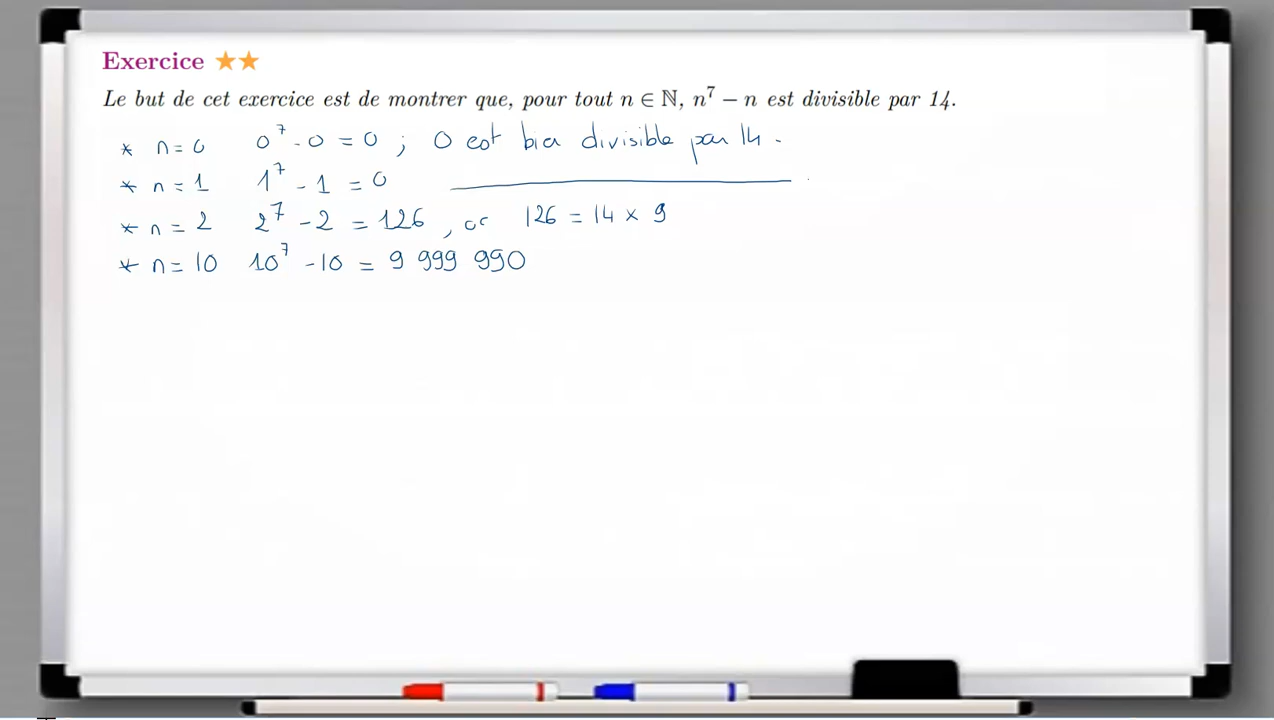 Exercice ★★
Le but de cet exercice est de montrer que, pour tout n ∈ ℕ, n⁷ − n est divisible par 14.
* n = 0 0⁷ - 0 = 0 ; 0 est bien divisible par 14.
* n = 1 1⁷ - 1 = 0
* n = 2 2⁷ - 2 = 126, or 126 = 14 × 9
* n = 10 10⁷ - 10 = 9 999 990